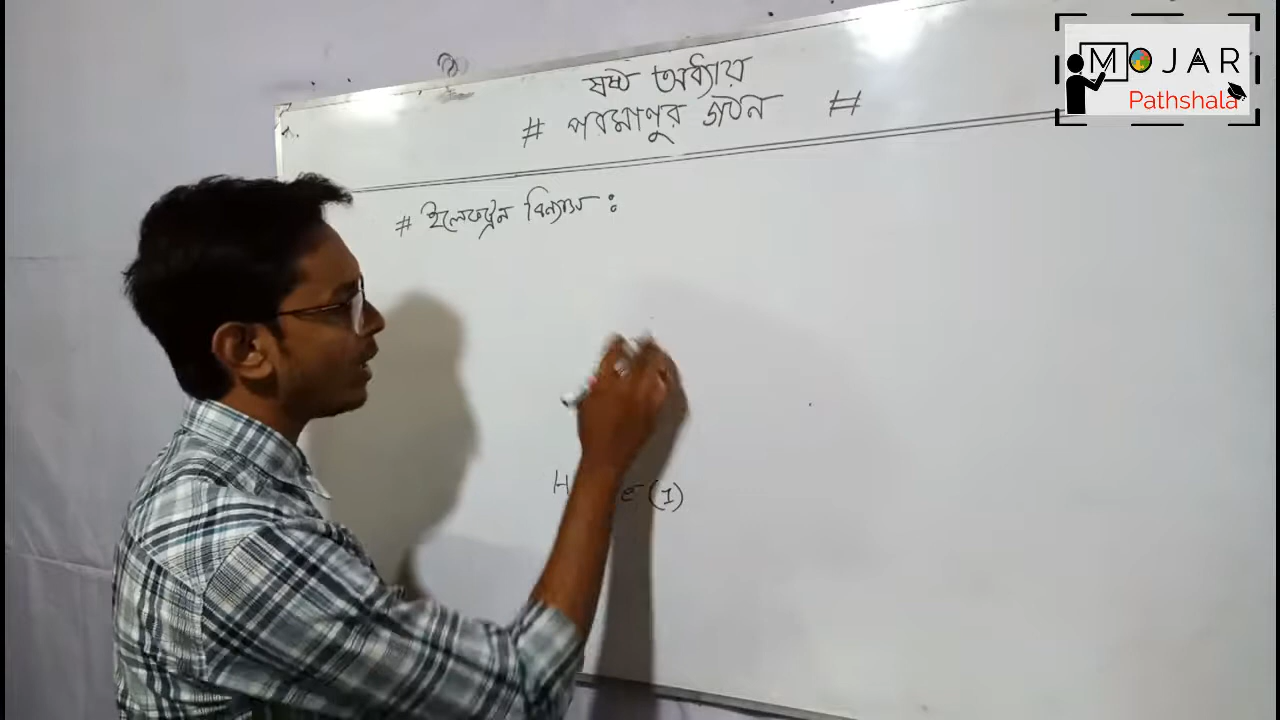 MOJAR
Pathshala
ষষ্ঠ অধ্যায়
# পরমাণুর গঠন #
# ইলেকট্রন বিন্যাস :
H e (1)